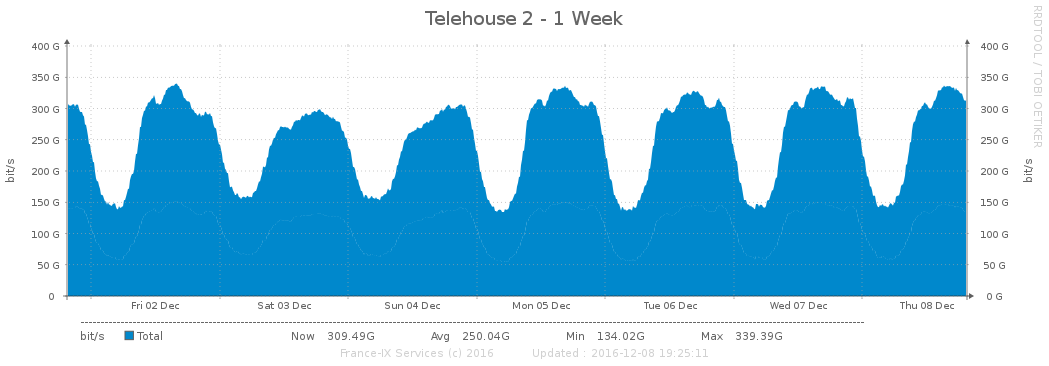 Telehouse 2 - 1 Week
RRDTOOL / TOBI OETIKER
400 G 400 G
350 G 350 G
300 G 300 G
250 G 250 G
200 G 200 G
150 G 150 G
100 G 100 G
50 G 50 G
0 0 G
bit/s
bit/s
Fri 02 Dec Sat 03 Dec Sun 04 Dec Mon 05 Dec Tue 06 Dec Wed 07 Dec Thu 08 Dec
bit/s Total Now 309.49G Avg 250.04G Min 134.02G Max 339.39G
France-IX Services (c) 2016 Updated : 2016-12-08 19:25:11